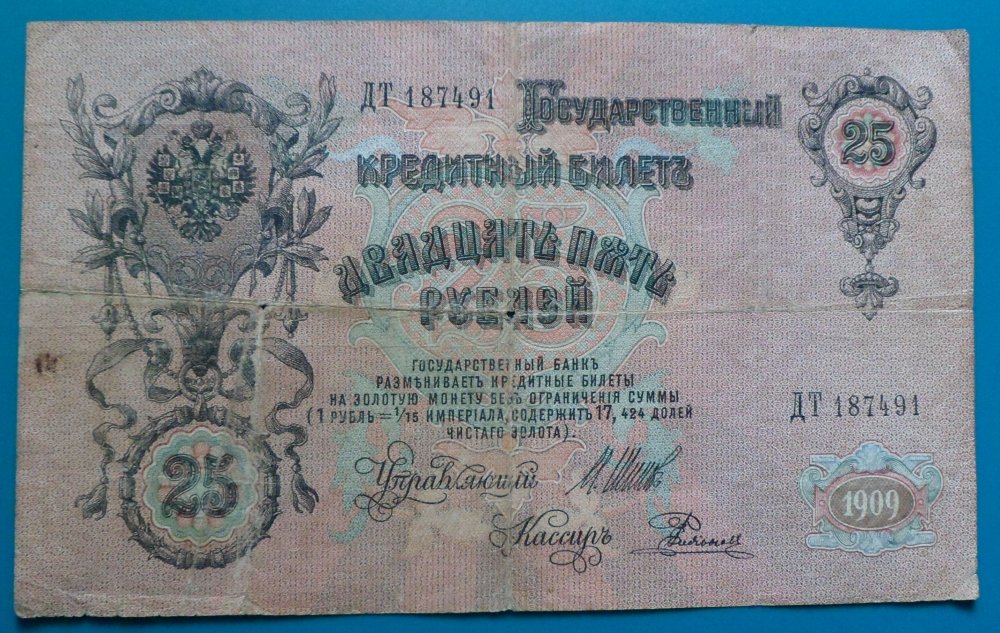 ДТ 187491
Государственный
25
кредитный билетъ
двадцать пять
рублей
государственный банкъ
размѣниваетъ кредитные билеты
на золотую монету безъ ограниченія суммы
(1 рубль = 1/15 имперіала, содержитъ 17, 424 долей
чистаго золота).
ДТ 187491
25
Управляющій
И. Шипов
1909
Кассиръ